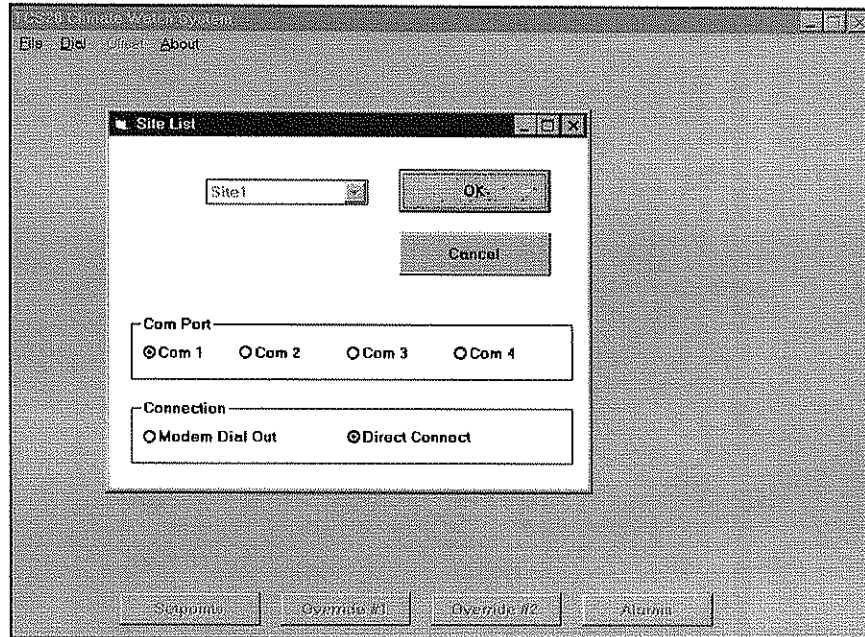 Climate Watch System
File Dial Offset About
Site List
Site1
OK
Cancel
Com Port
Com 1 Com 2 Com 3 Com 4
Connection
Modem Dial Out Direct Connect
Setpoints Override #1 Override #2 Alarms